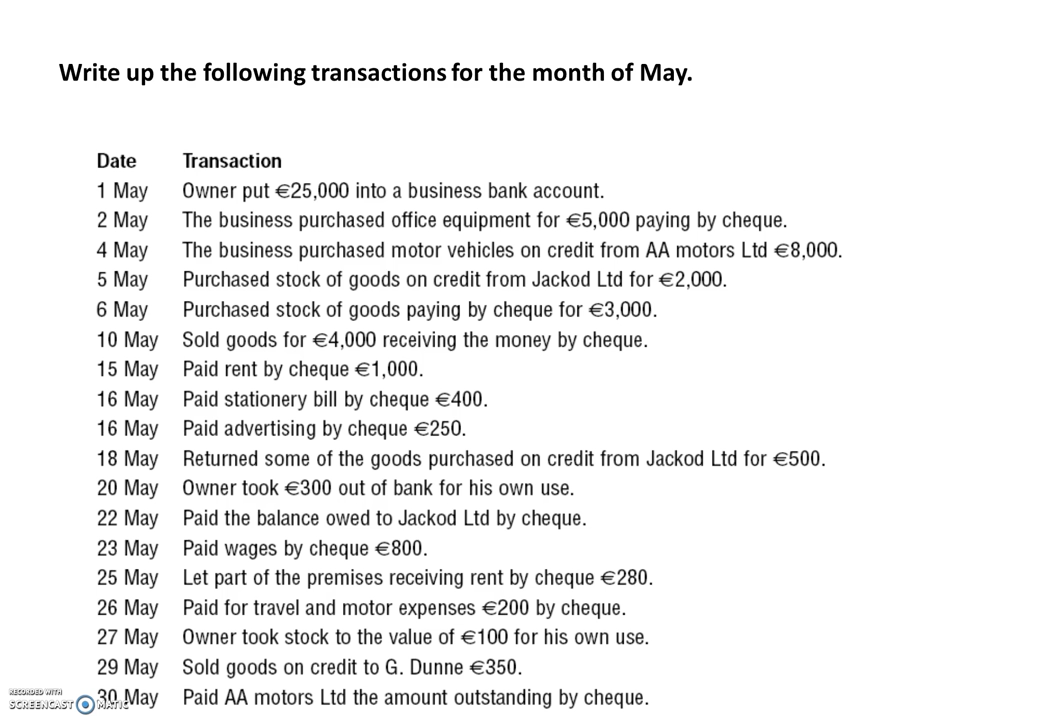 Write up the following transactions for the month of May.
Date Transaction
1 May Owner put €25,000 into a business bank account.
2 May The business purchased office equipment for €5,000 paying by cheque.
4 May The business purchased motor vehicles on credit from AA motors Ltd €8,000.
5 May Purchased stock of goods on credit from Jackod Ltd for €2,000.
6 May Purchased stock of goods paying by cheque for €3,000.
10 May Sold goods for €4,000 receiving the money by cheque.
15 May Paid rent by cheque €1,000.
16 May Paid stationery bill by cheque €400.
16 May Paid advertising by cheque €250.
18 May Returned some of the goods purchased on credit from Jackod Ltd for €500.
20 May Owner took €300 out of bank for his own use.
22 May Paid the balance owed to Jackod Ltd by cheque.
23 May Paid wages by cheque €800.
25 May Let part of the premises receiving rent by cheque €280.
26 May Paid for travel and motor expenses €200 by cheque.
27 May Owner took stock to the value of €100 for his own use.
29 May Sold goods on credit to G. Dunne €350.
30 May Paid AA motors Ltd the amount outstanding by cheque.
RECORDED WITH
SCREENCAST MATIC